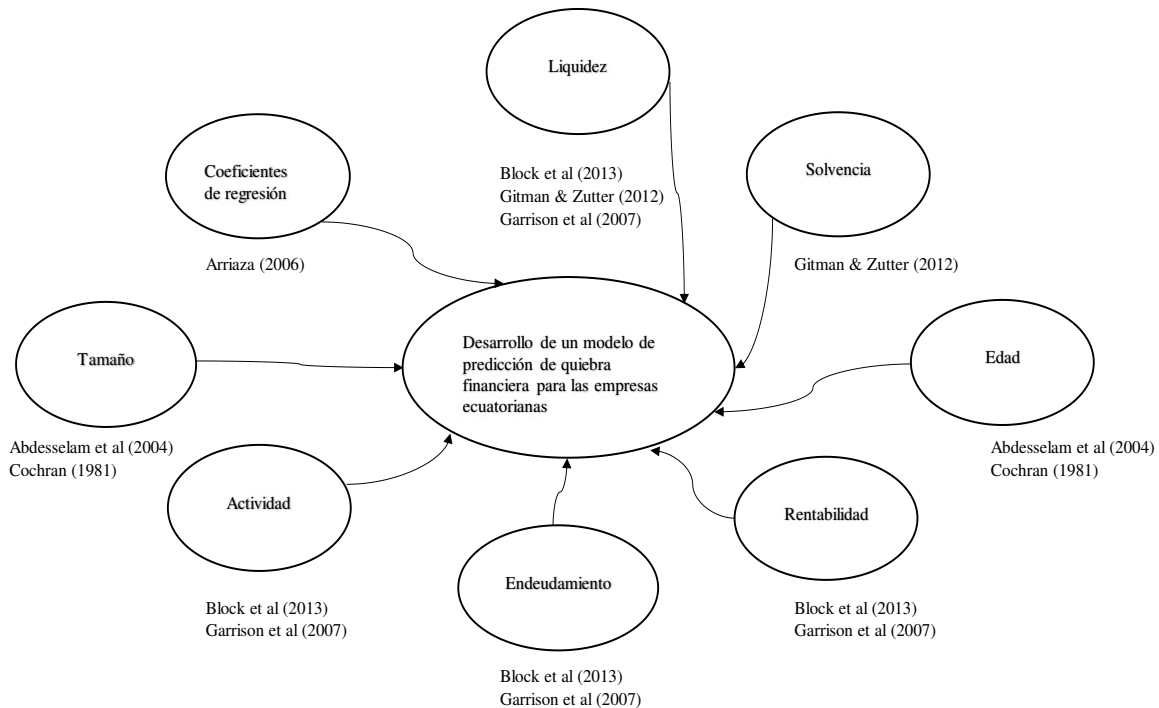 Liquidez
Block et al (2013)
Gitman & Zutter (2012)
Garrison et al (2007)
Solvencia
Gitman & Zutter (2012)
Coeficientes
de regresión
Arriaza (2006)
Desarrollo de un modelo de
predicción de quiebra
financiera para las empresas
ecuatorianas
Tamaño
Abdesselam et al (2004)
Cochran (1981)
Edad
Abdesselam et al (2004)
Cochran (1981)
Actividad
Block et al (2013)
Garrison et al (2007)
Endeudamiento
Block et al (2013)
Garrison et al (2007)
Rentabilidad
Block et al (2013)
Garrison et al (2007)